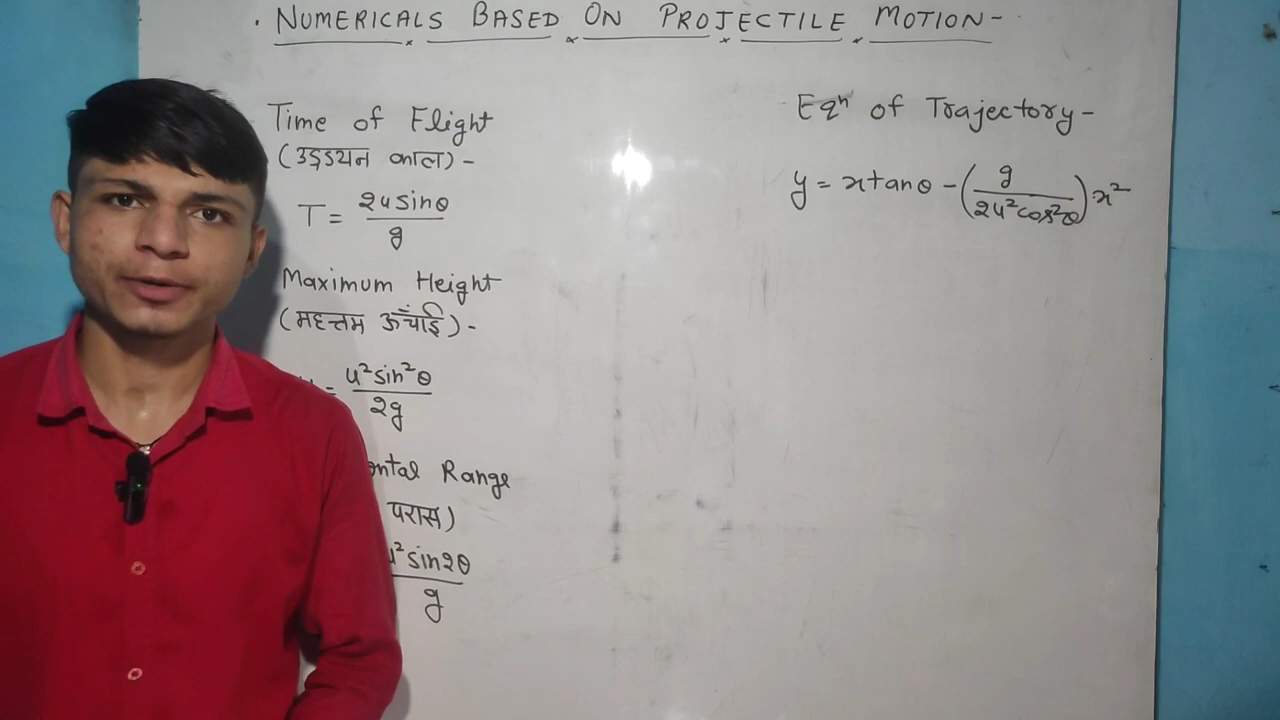 . NUMERICALS BASED ON PROJECTILE MOTION-
Time of Flight
(उड्डयन काल) -
T = 2usinθ/g
Maximum Height
(महत्तम ऊँचाई) -
= u²sin²θ/2g
ontal Range
परास)
u²sin2θ/g
Eqⁿ of Trajectory-
y = xtanθ - (g/2u²cos²θ)x²